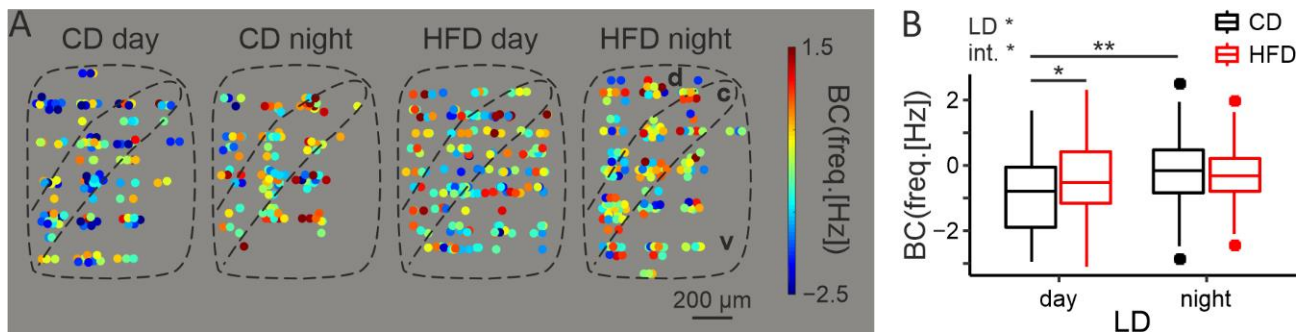 A
CD day
CD night
HFD day
HFD night
d
c
v
1.5
BC(freq.[Hz])
−2.5
200 µm
B
LD *
int. *
**
*
CD
HFD
BC(freq.[Hz])
2
0
−2
day
night
LD